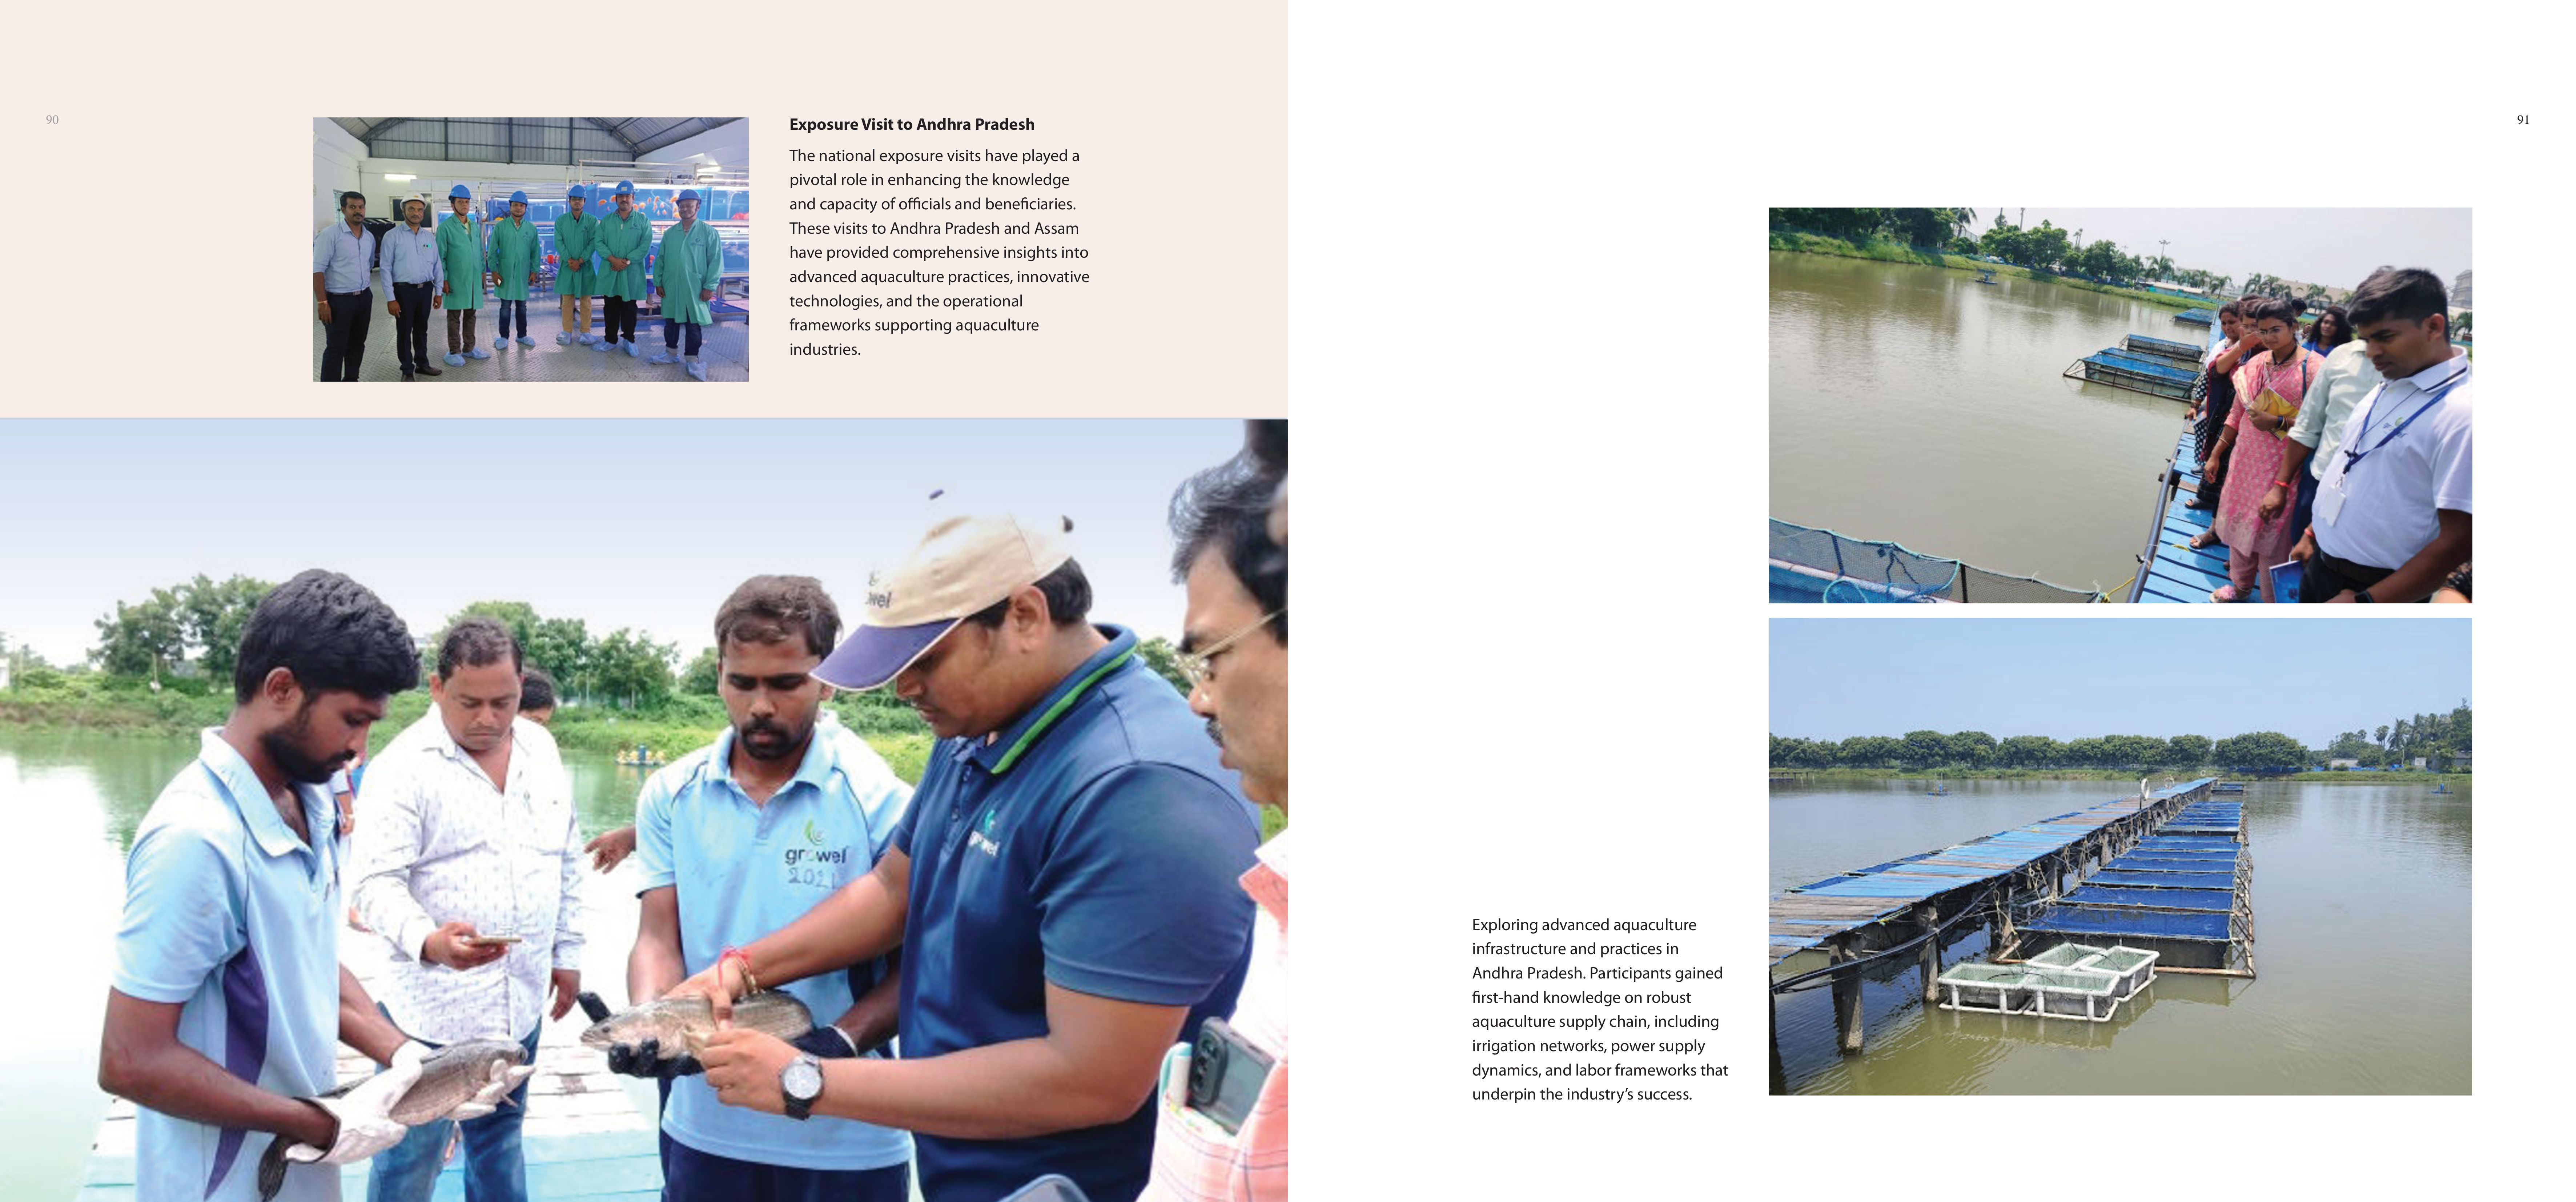 90
Exposure Visit to Andhra Pradesh
The national exposure visits have played a
pivotal role in enhancing the knowledge
and capacity of officials and beneficiaries.
These visits to Andhra Pradesh and Assam
have provided comprehensive insights into
advanced aquaculture practices, innovative
technologies, and the operational
frameworks supporting aquaculture
industries.
growel
2021
91
Exploring advanced aquaculture
infrastructure and practices in
Andhra Pradesh. Participants gained
first-hand knowledge on robust
aquaculture supply chain, including
irrigation networks, power supply
dynamics, and labor frameworks that
underpin the industry’s success.